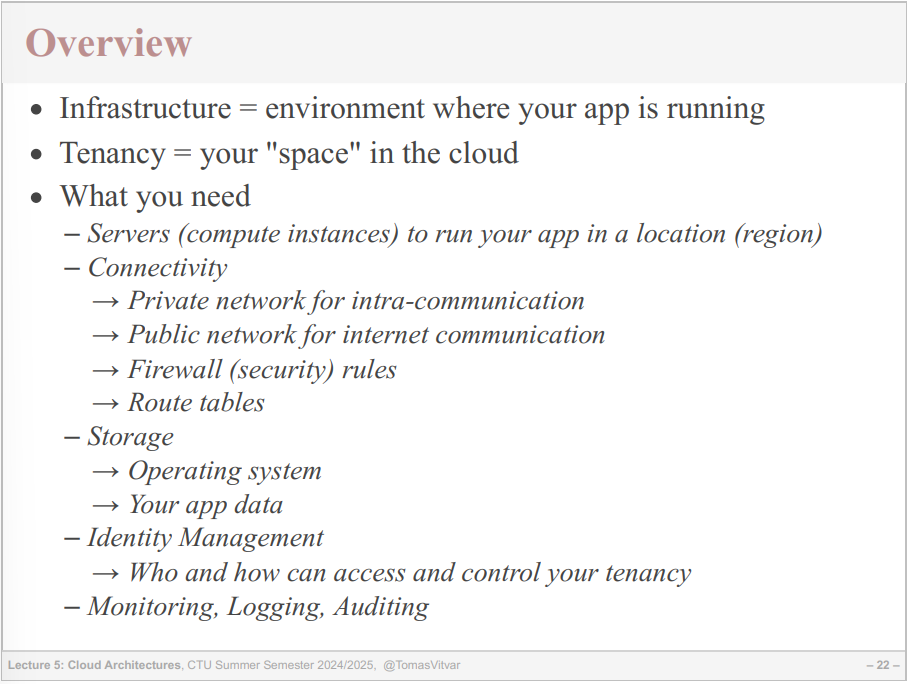 Overview
• Infrastructure = environment where your app is running
• Tenancy = your "space" in the cloud
• What you need
– Servers (compute instances) to run your app in a location (region)
– Connectivity
→ Private network for intra-communication
→ Public network for internet communication
→ Firewall (security) rules
→ Route tables
– Storage
→ Operating system
→ Your app data
– Identity Management
→ Who and how can access and control your tenancy
– Monitoring, Logging, Auditing
Lecture 5: Cloud Architectures, CTU Summer Semester 2024/2025, @TomasVitvar – 22 –